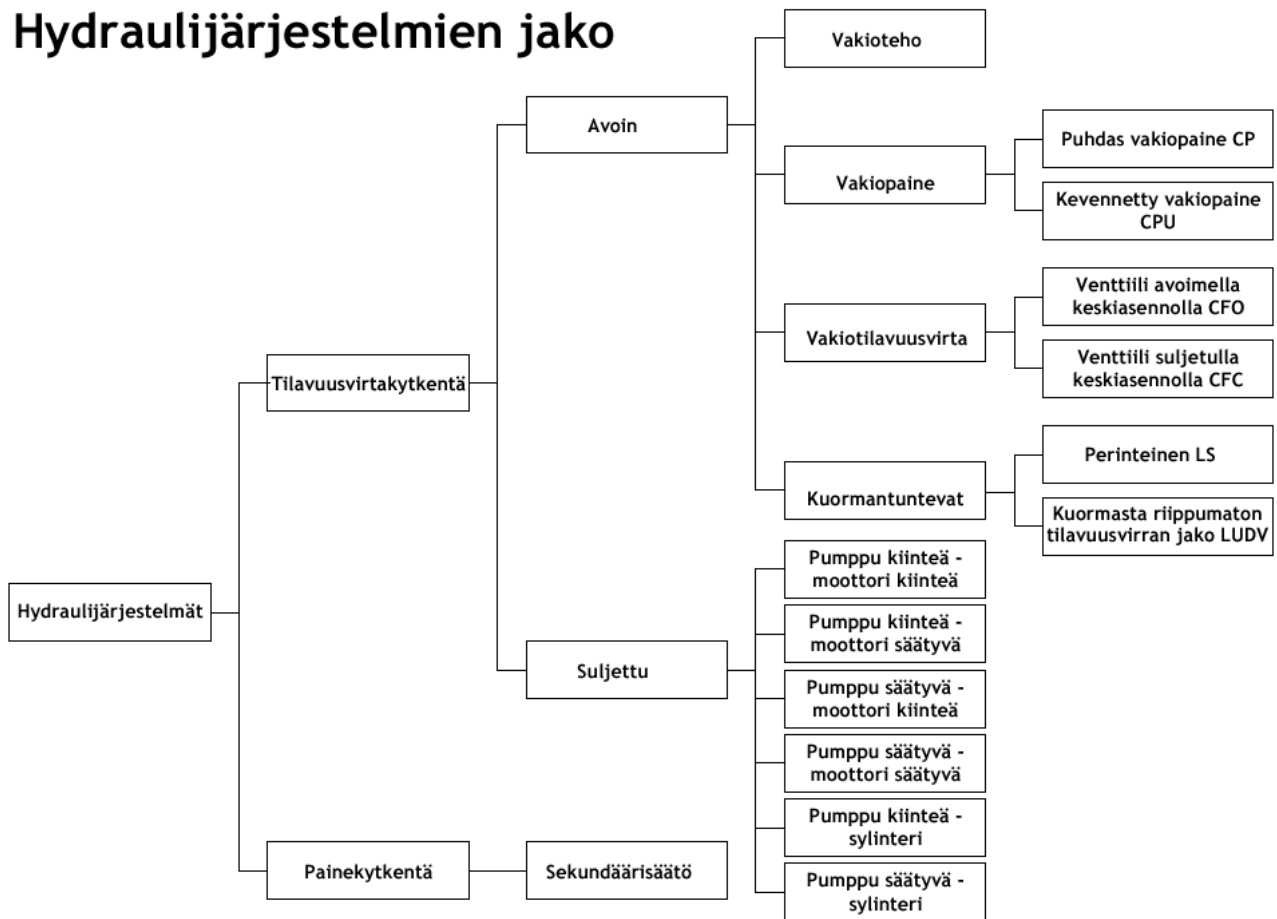 Hydraulijärjestelmien jako
Hydraulijärjestelmät
Tilavuusvirtakytkentä
Avoin
Vakioteho
Vakiopaine
Puhdas vakiopaine CP
Kevennetty vakiopaine
CPU
Vakiotilavuusvirta
Venttiili avoimella
keskiasennolla CFO
Venttiili suljetulla
keskiasennolla CFC
Kuormantuntevat
Perinteinen LS
Kuormasta riippumaton
tilavuusvirran jako LUDV
Suljettu
Pumppu kiinteä -
moottori kiinteä
Pumppu kiinteä -
moottori säätyvä
Pumppu säätyvä -
moottori kiinteä
Pumppu säätyvä -
moottori säätyvä
Pumppu kiinteä -
sylinteri
Pumppu säätyvä -
sylinteri
Painekytkentä
Sekundäärisäätö